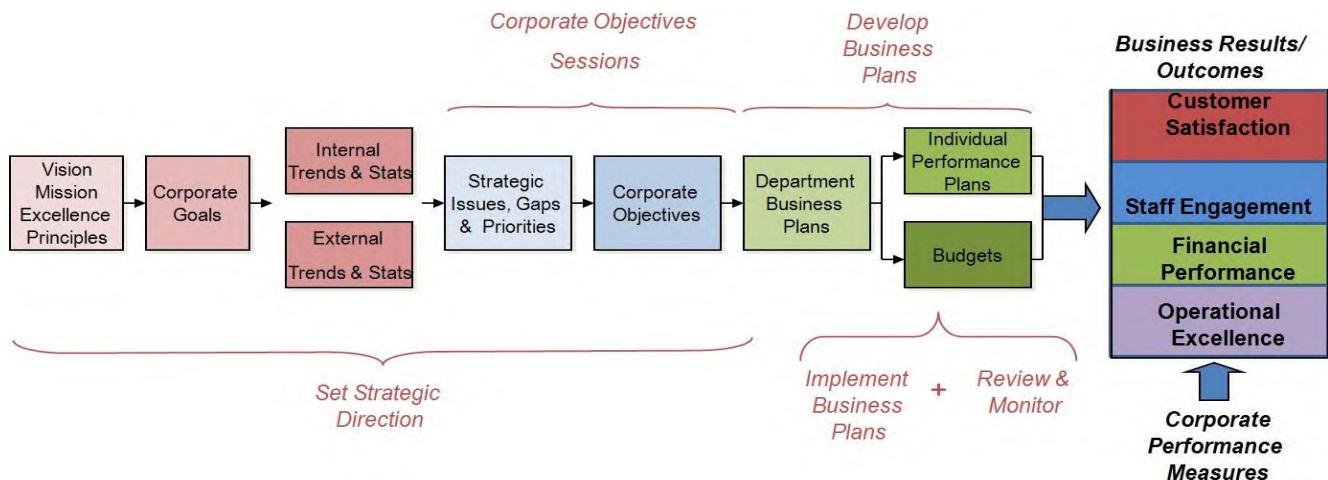 Corporate Objectives
Sessions
Develop
Business
Plans
Business Results/
Outcomes
Vision
Mission
Excellence
Principles
Corporate
Goals
Internal
Trends & Stats
External
Trends & Stats
Strategic
Issues, Gaps
& Priorities
Corporate
Objectives
Department
Business
Plans
Individual
Performance
Plans
Budgets
Customer
Satisfaction
Staff Engagement
Financial
Performance
Operational
Excellence
Set Strategic
Direction
Implement
Business
Plans
+
Review &
Monitor
Corporate
Performance
Measures